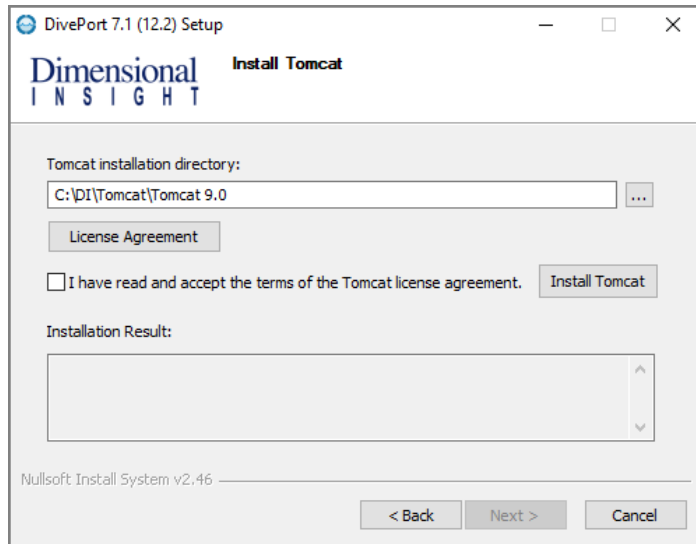 DivePort 7.1 (12.2) Setup
Dimensional
INSIGHT
Install Tomcat
Tomcat installation directory:
C:\DI\Tomcat\Tomcat 9.0
...
License Agreement
I have read and accept the terms of the Tomcat license agreement.
Install Tomcat
Installation Result:
Nullsoft Install System v2.46
< Back
Next >
Cancel